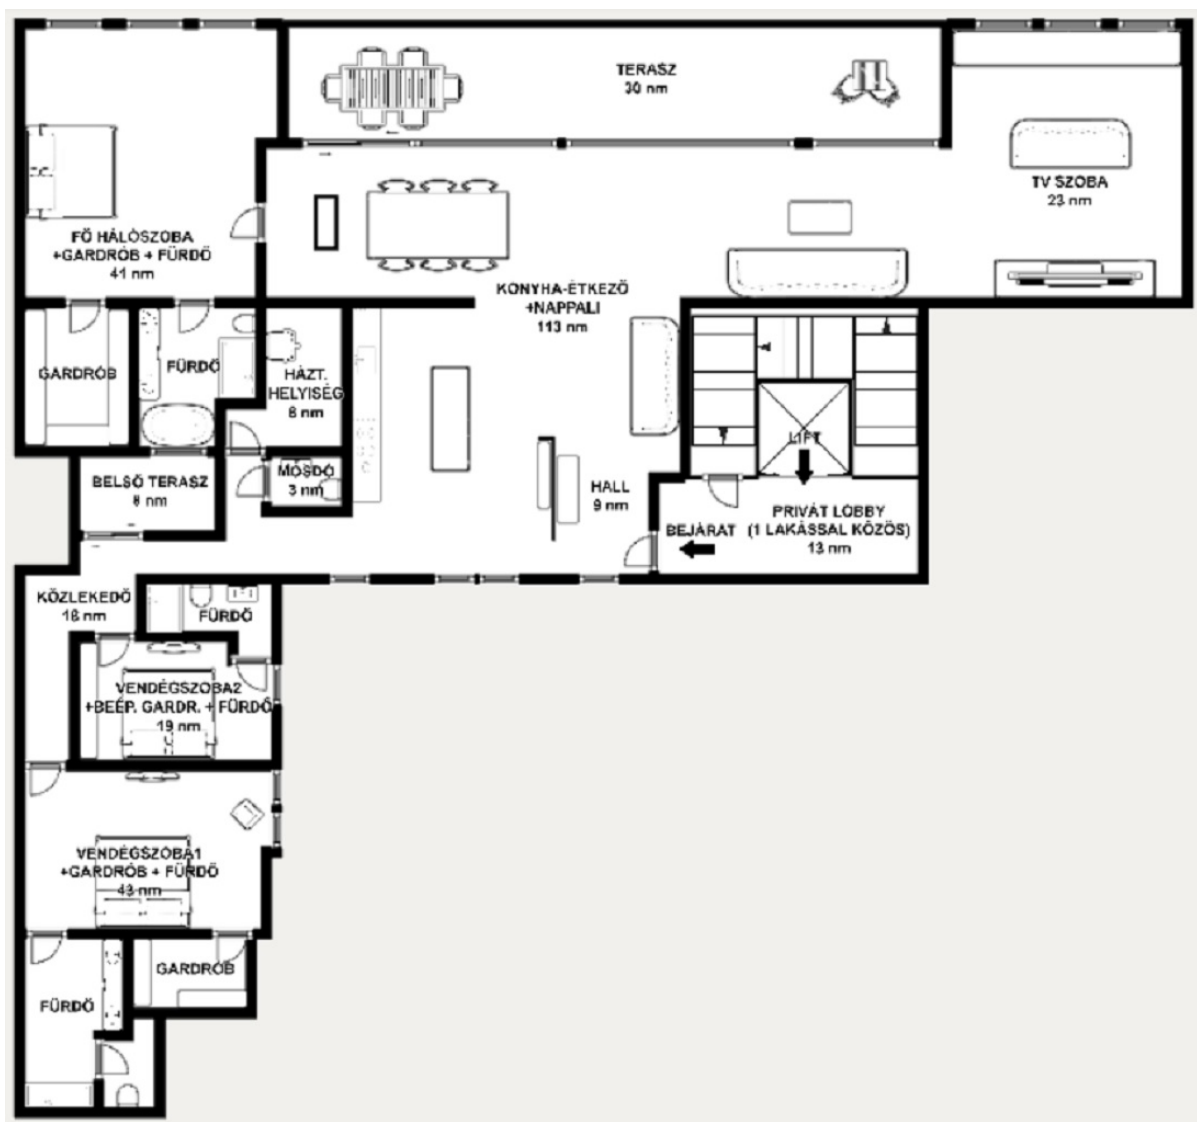 TERASZ
30 nm
TV SZOBA
23 nm
FŐ HÁLÓSZOBA
+GARDRÓB + FÜRDŐ
41 nm
KONYHA-ÉTKEZŐ
+NAPPALI
113 nm
GARDRÓB
FÜRDŐ
HÁZT.
HELYISÉG
8 nm
LIFT
MOSDÓ
3 nm
BELSŐ TERASZ
8 nm
HALL
9 nm
BEJÁRAT
PRIVÁT LOBBY
(1 LAKÁSSAL KÖZÖS)
13 nm
KÖZLEKEDŐ
18 nm
FÜRDŐ
VENDÉGSZOBA2
+BEÉP. GARDR. + FÜRDŐ
19 nm
VENDÉGSZOBA1
+GARDRÓB + FÜRDŐ
43 nm
GARDRÓB
FÜRDŐ